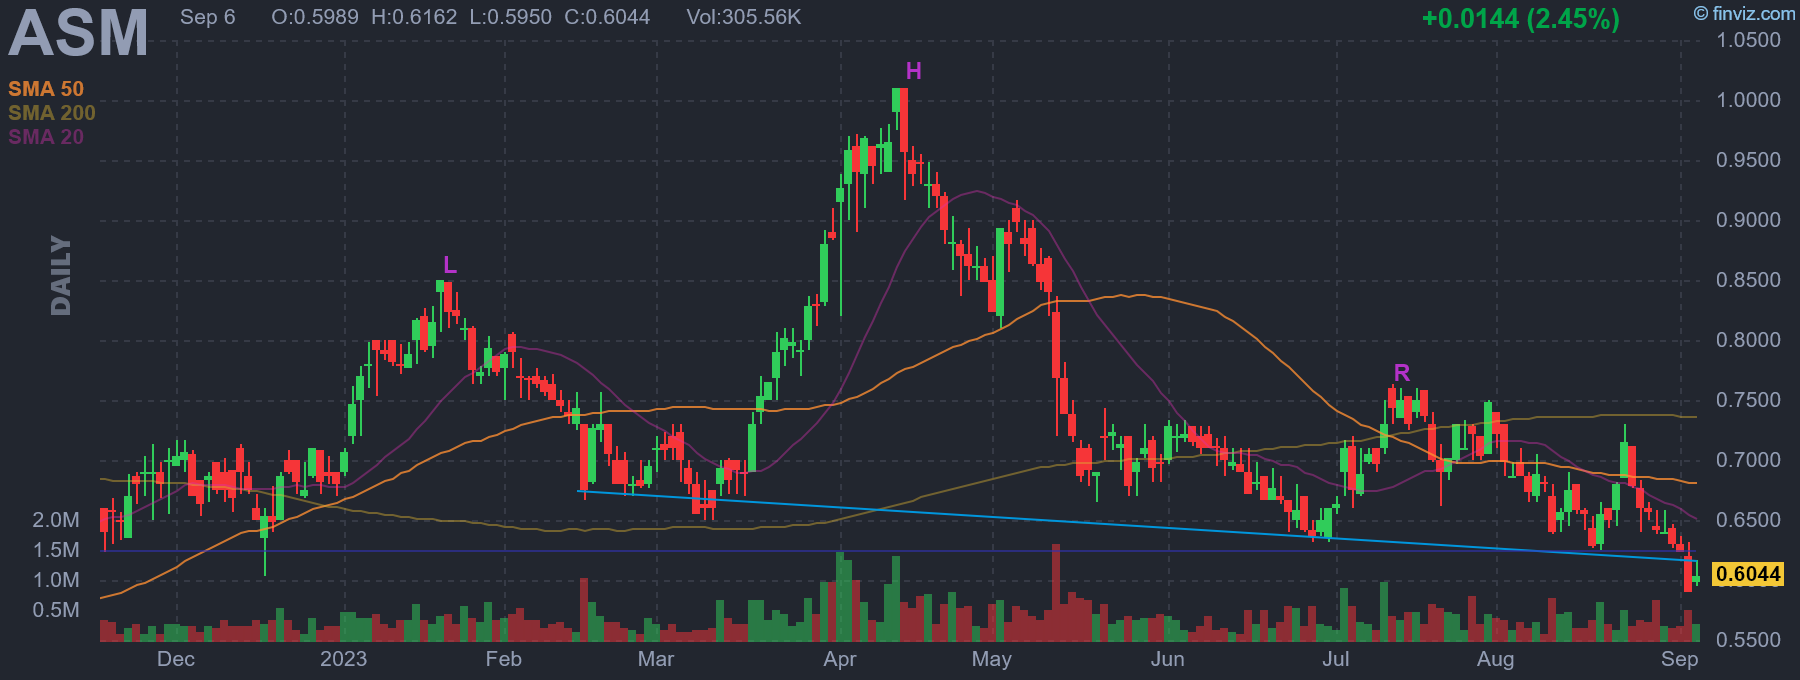 ASM Sep 6 O:0.5989 H:0.6162 L:0.5950 C:0.6044 Vol:305.56K +0.0144 (2.45%) © finviz.com
SMA 50
SMA 200
SMA 20
DAILY
L
H
R
1.0500
1.0000
0.9500
0.9000
0.8500
0.8000
0.7500
0.7000
0.6500
0.6044
0.5500
2.0M
1.5M
1.0M
0.5M
Dec 2023 Feb Mar Apr May Jun Jul Aug Sep